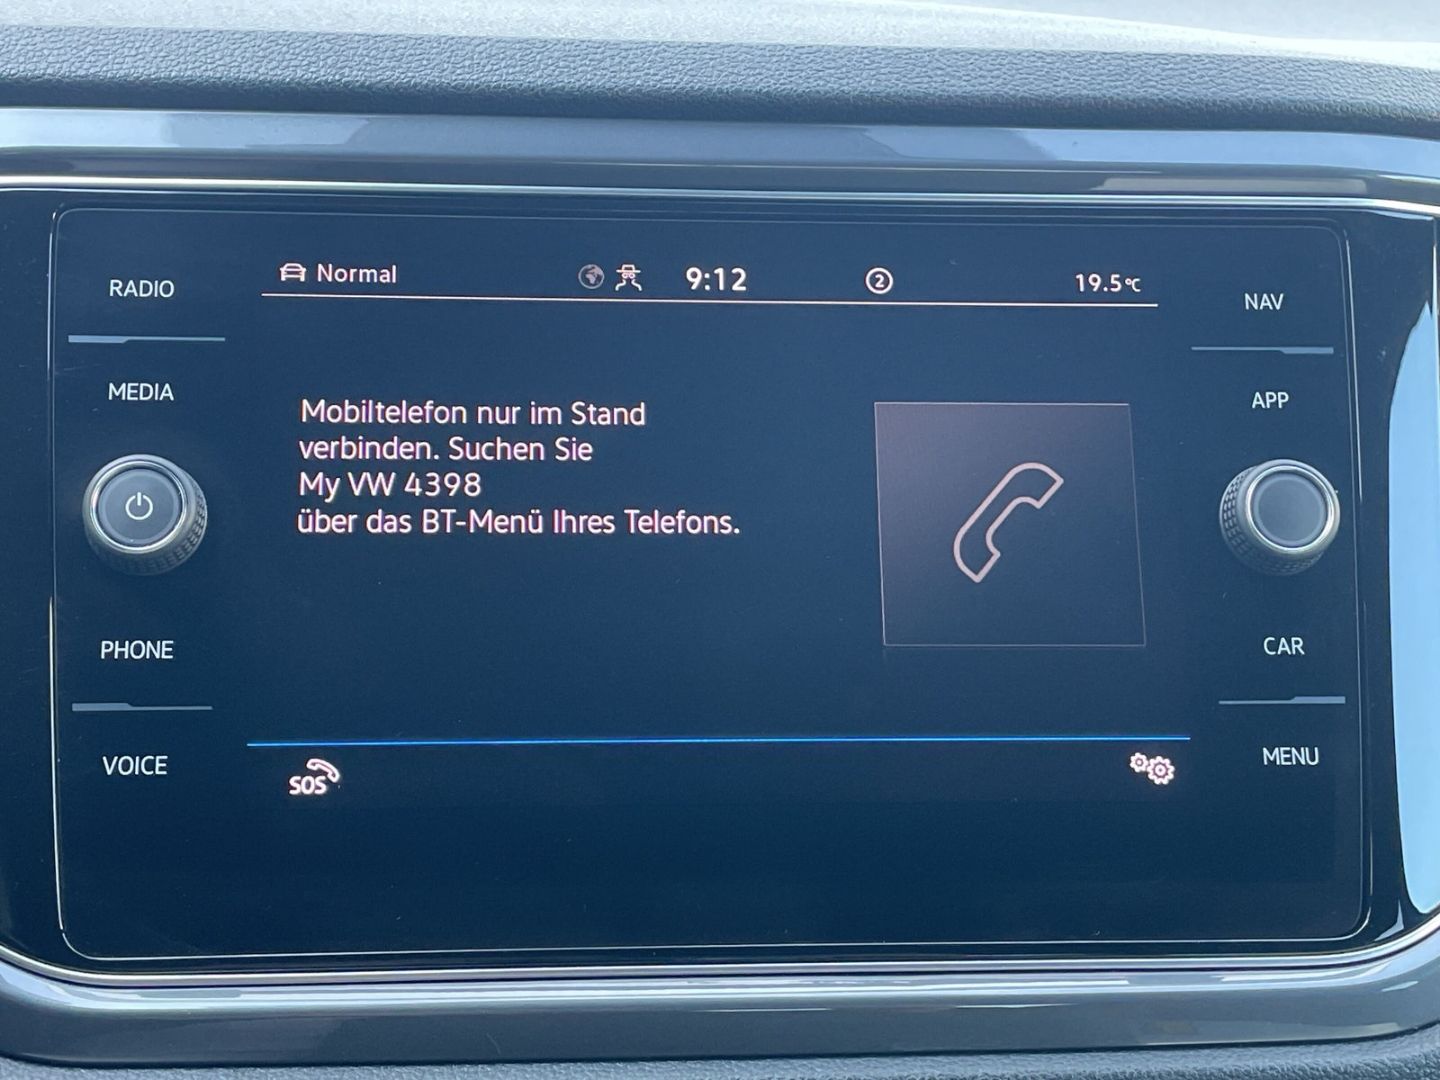 RADIO
MEDIA
PHONE
VOICE
Normal
9:12
2
19.5°C
Mobiltelefon nur im Stand
verbinden. Suchen Sie
My VW 4398
über das BT-Menü Ihres Telefons.
SOS
NAV
APP
CAR
MENU